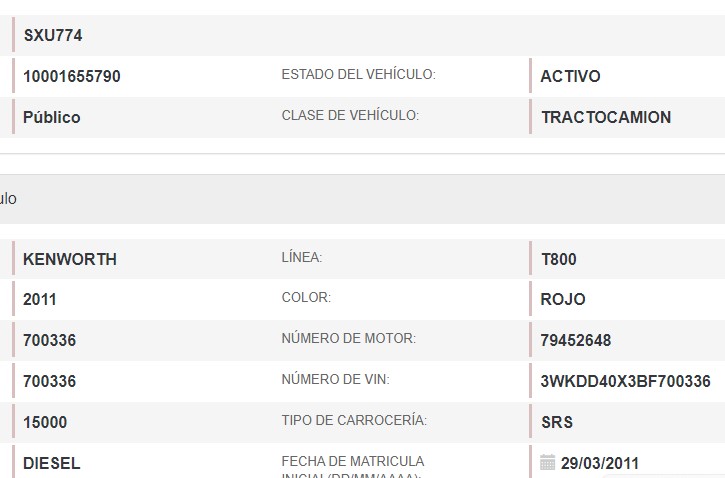 SXU774
10001655790 ESTADO DEL VEHÍCULO: ACTIVO
Público CLASE DE VEHÍCULO: TRACTOCAMION
ulo
KENWORTH LÍNEA: T800
2011 COLOR: ROJO
700336 NÚMERO DE MOTOR: 79452648
700336 NÚMERO DE VIN: 3WKDD40X3BF700336
15000 TIPO DE CARROCERÍA: SRS
DIESEL FECHA DE MATRICULA 29/03/2011
INICIAL(DD/MM/AAAA):